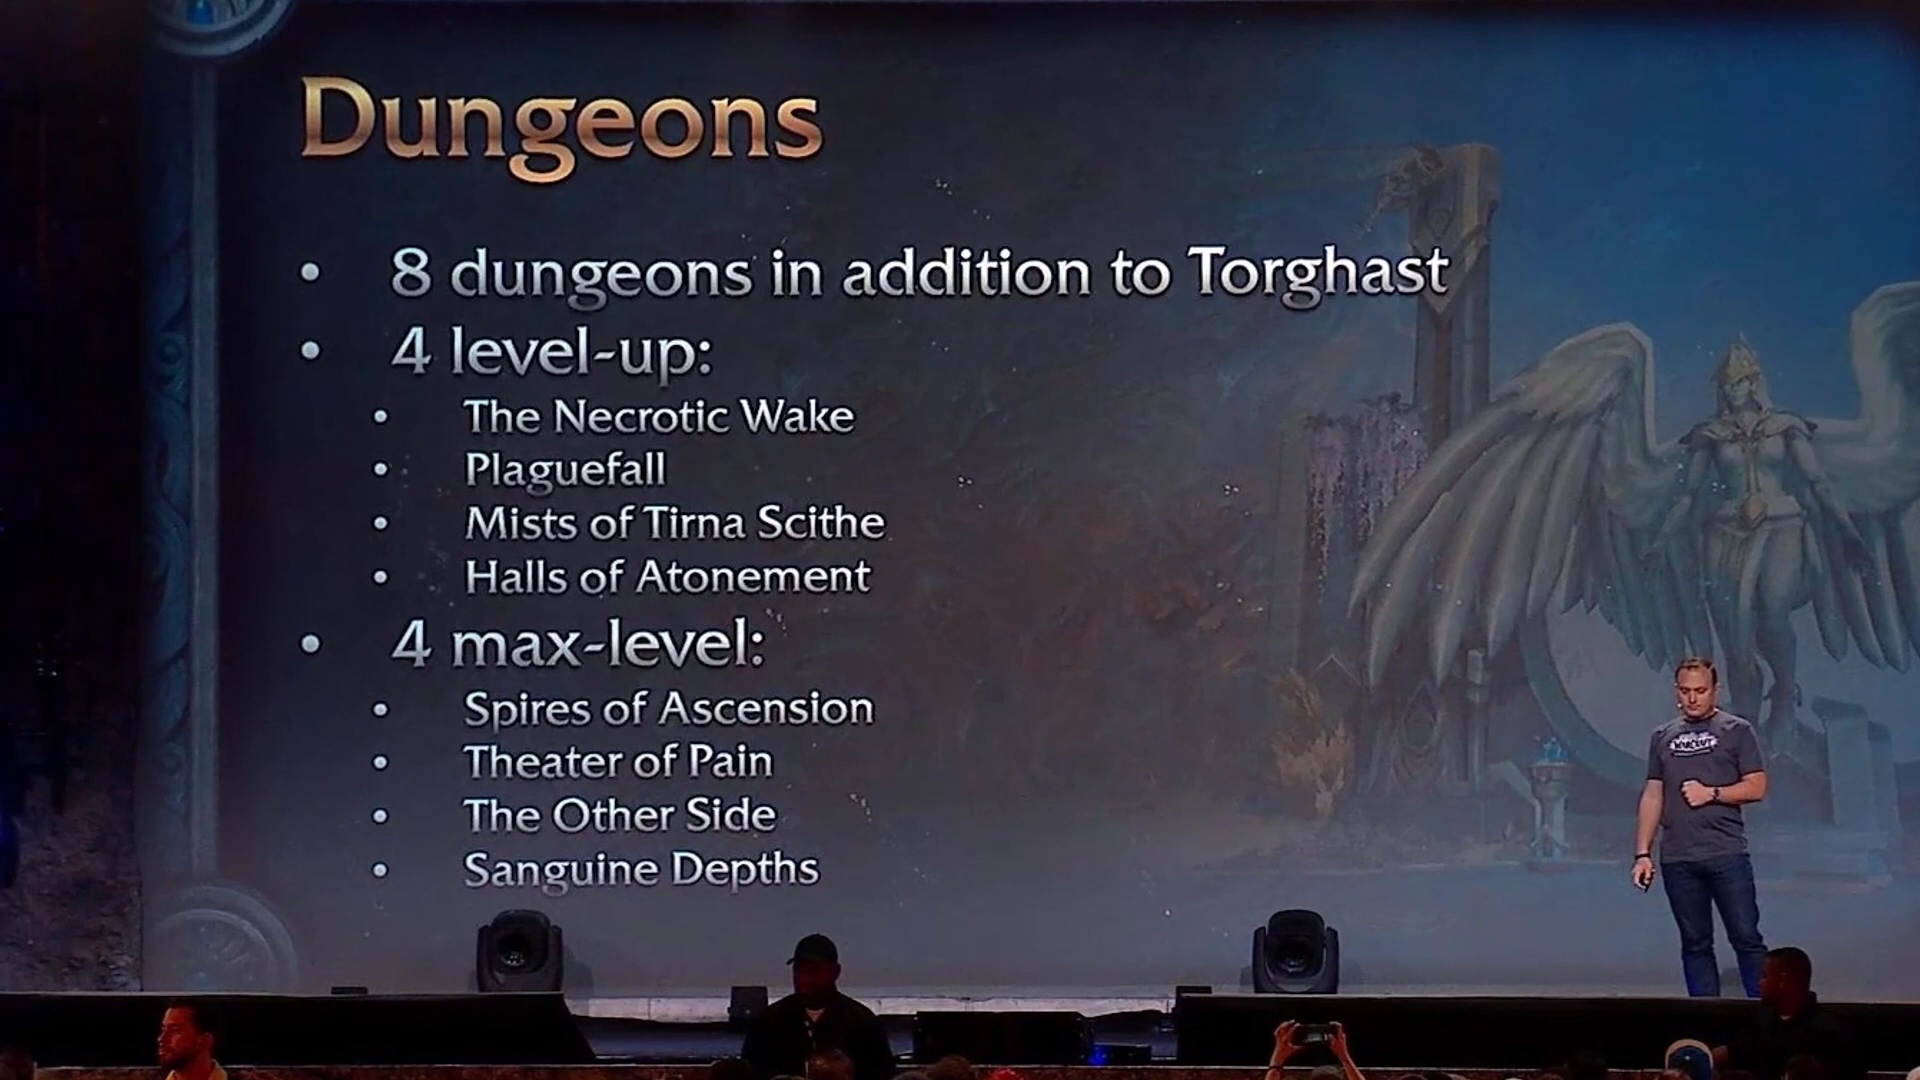 Dungeons
• 8 dungeons in addition to Torghast
• 4 level-up:
• The Necrotic Wake
• Plaguefall
• Mists of Tirna Scithe
• Halls of Atonement
• 4 max-level:
• Spires of Ascension
• Theater of Pain
• The Other Side
• Sanguine Depths
WARCRAFT